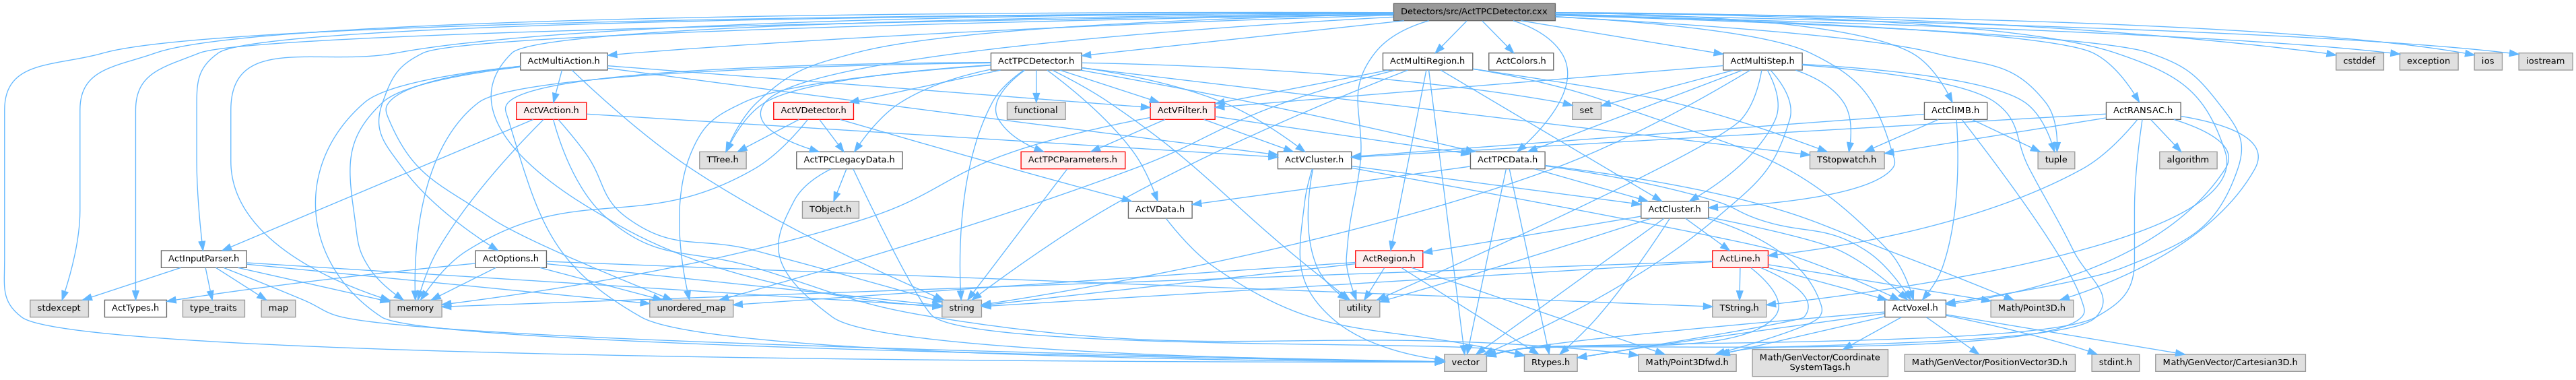 Detectors/src/ActTPCDetector.cxx
ActMultiAction.h
ActTPCDetector.h
ActMultiRegion.h
ActColors.h
ActMultiStep.h
cstddef
exception
ios
iostream
ActVAction.h
ActVDetector.h
functional
ActVFilter.h
set
ActClIMB.h
ActRANSAC.h
TTree.h
ActTPCLegacyData.h
ActTPCParameters.h
ActVCluster.h
ActTPCData.h
TStopwatch.h
tuple
algorithm
TObject.h
ActVData.h
ActCluster.h
ActInputParser.h
ActOptions.h
ActRegion.h
ActLine.h
stdexcept
ActTypes.h
type_traits
map
memory
unordered_map
string
utility
TString.h
ActVoxel.h
Math/Point3D.h
vector
Rtypes.h
Math/Point3Dfwd.h
Math/GenVector/Coordinate
SystemTags.h
Math/GenVector/PositionVector3D.h
stdint.h
Math/GenVector/Cartesian3D.h